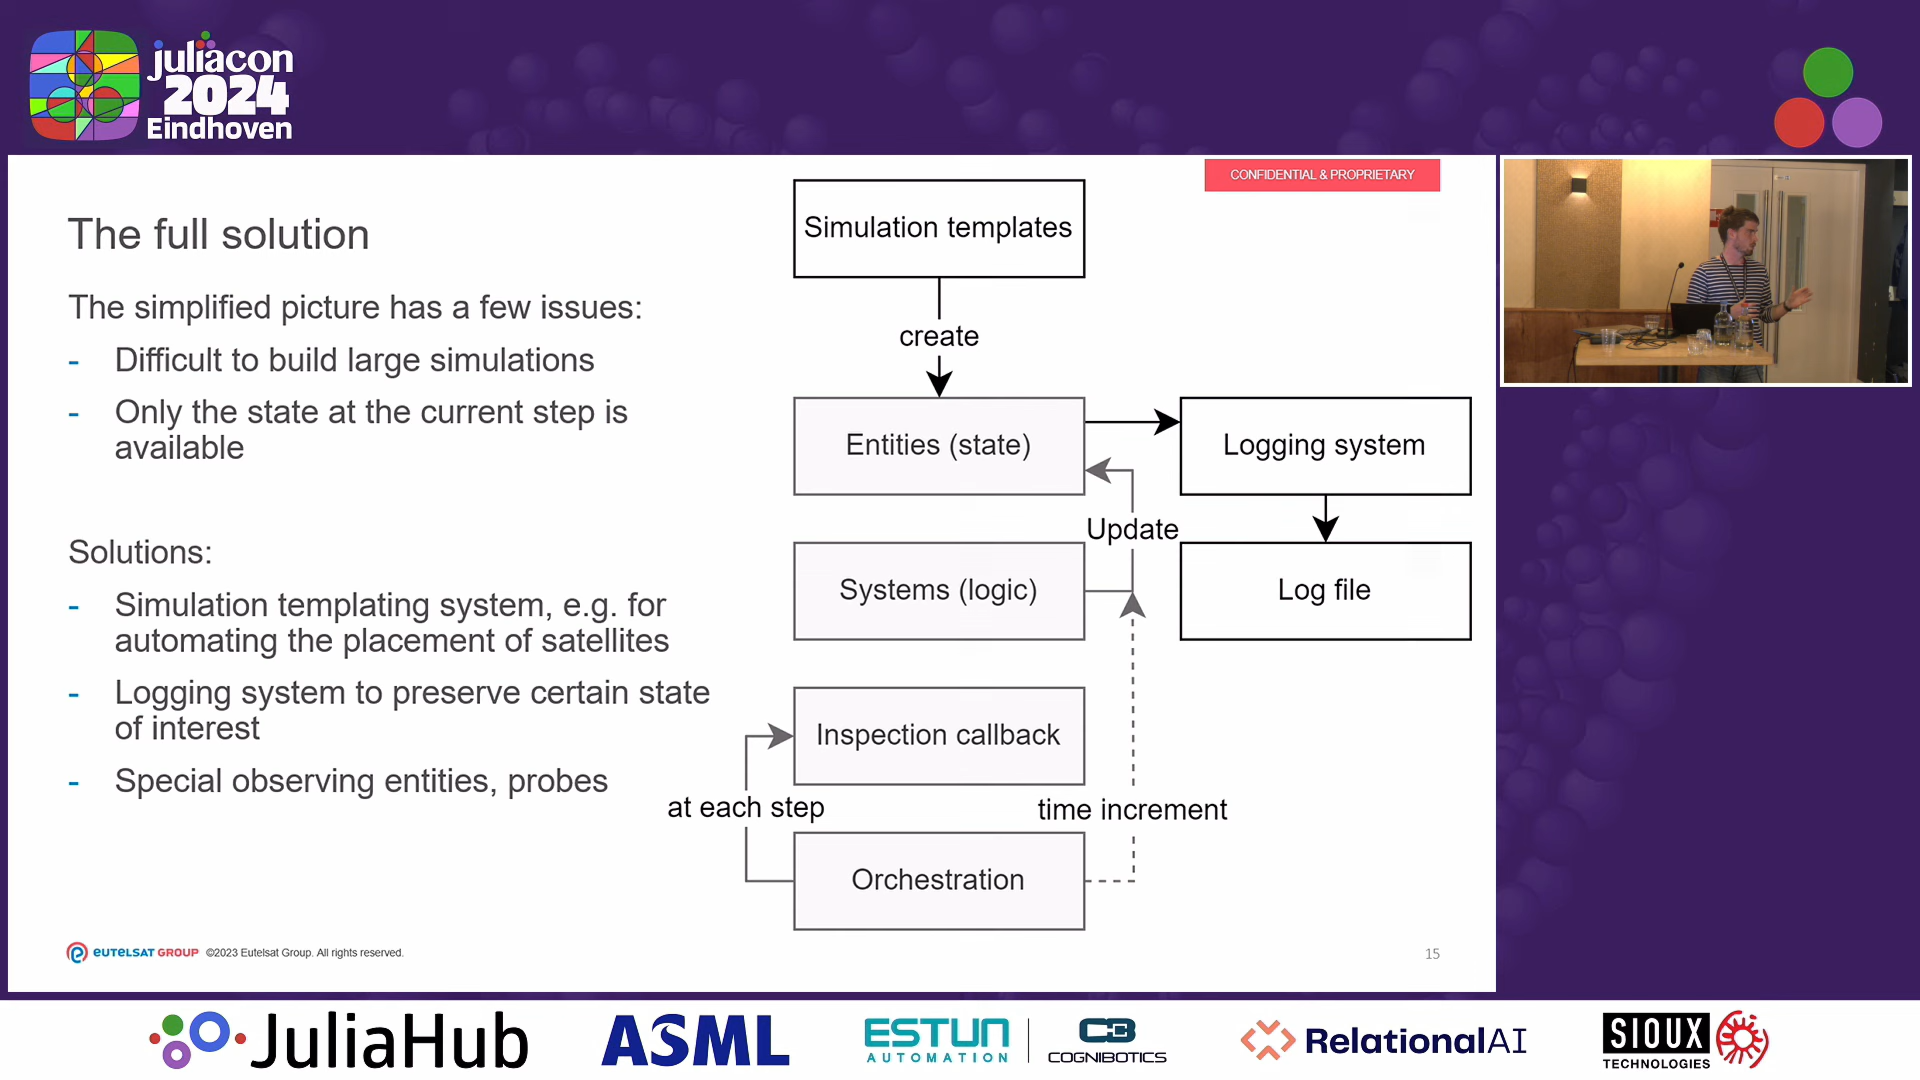 juliacon
2024
Eindhoven
CONFIDENTIAL & PROPRIETARY
The full solution
The simplified picture has a few issues:
- Difficult to build large simulations
- Only the state at the current step is
available
Solutions:
- Simulation templating system, e.g. for
automating the placement of satellites
- Logging system to preserve certain state
of interest
- Special observing entities, probes
Simulation templates
create
Entities (state)
Logging system
Update
Systems (logic)
Log file
Inspection callback
at each step
time increment
Orchestration
EUTELSAT GROUP ©2023 Eutelsat Group. All rights reserved.
15
JuliaHub
ASML
ESTUN
AUTOMATION
COGNIBOTICS
RelationalAI
SIOUX
TECHNOLOGIES